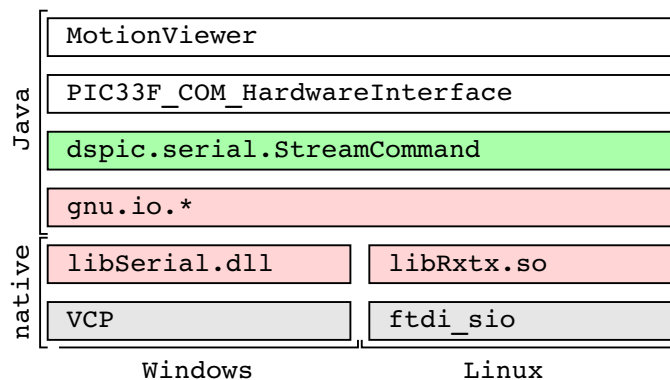 Java
MotionViewer
PIC33F_COM_HardwareInterface
dspic.serial.StreamCommand
gnu.io.*
native
libSerial.dll libRxtx.so
VCP ftdi_sio
Windows Linux